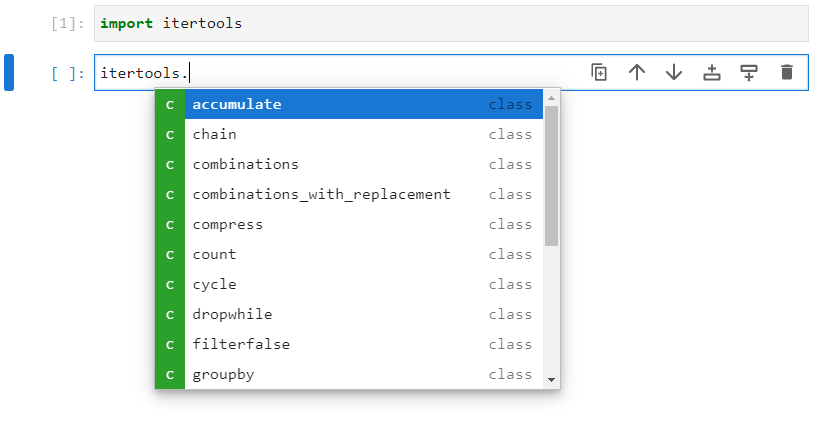 [1]: import itertools
[ ]: itertools.
C accumulate class
C chain class
C combinations class
C combinations_with_replacement class
C compress class
C count class
C cycle class
C dropwhile class
C filterfalse class
C groupby class